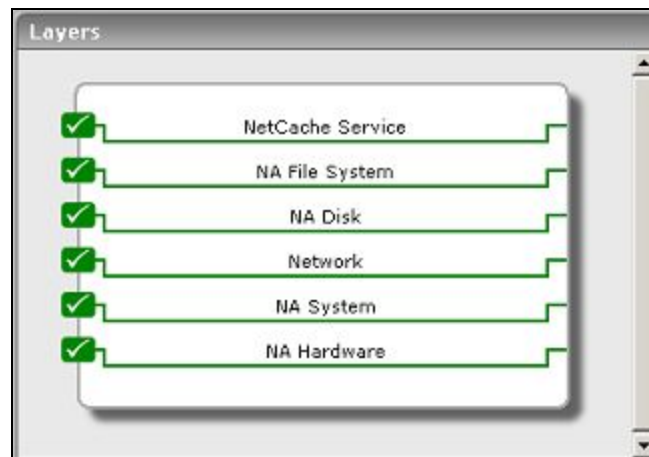 Layers
NetCache Service
NA File System
NA Disk
Network
NA System
NA Hardware